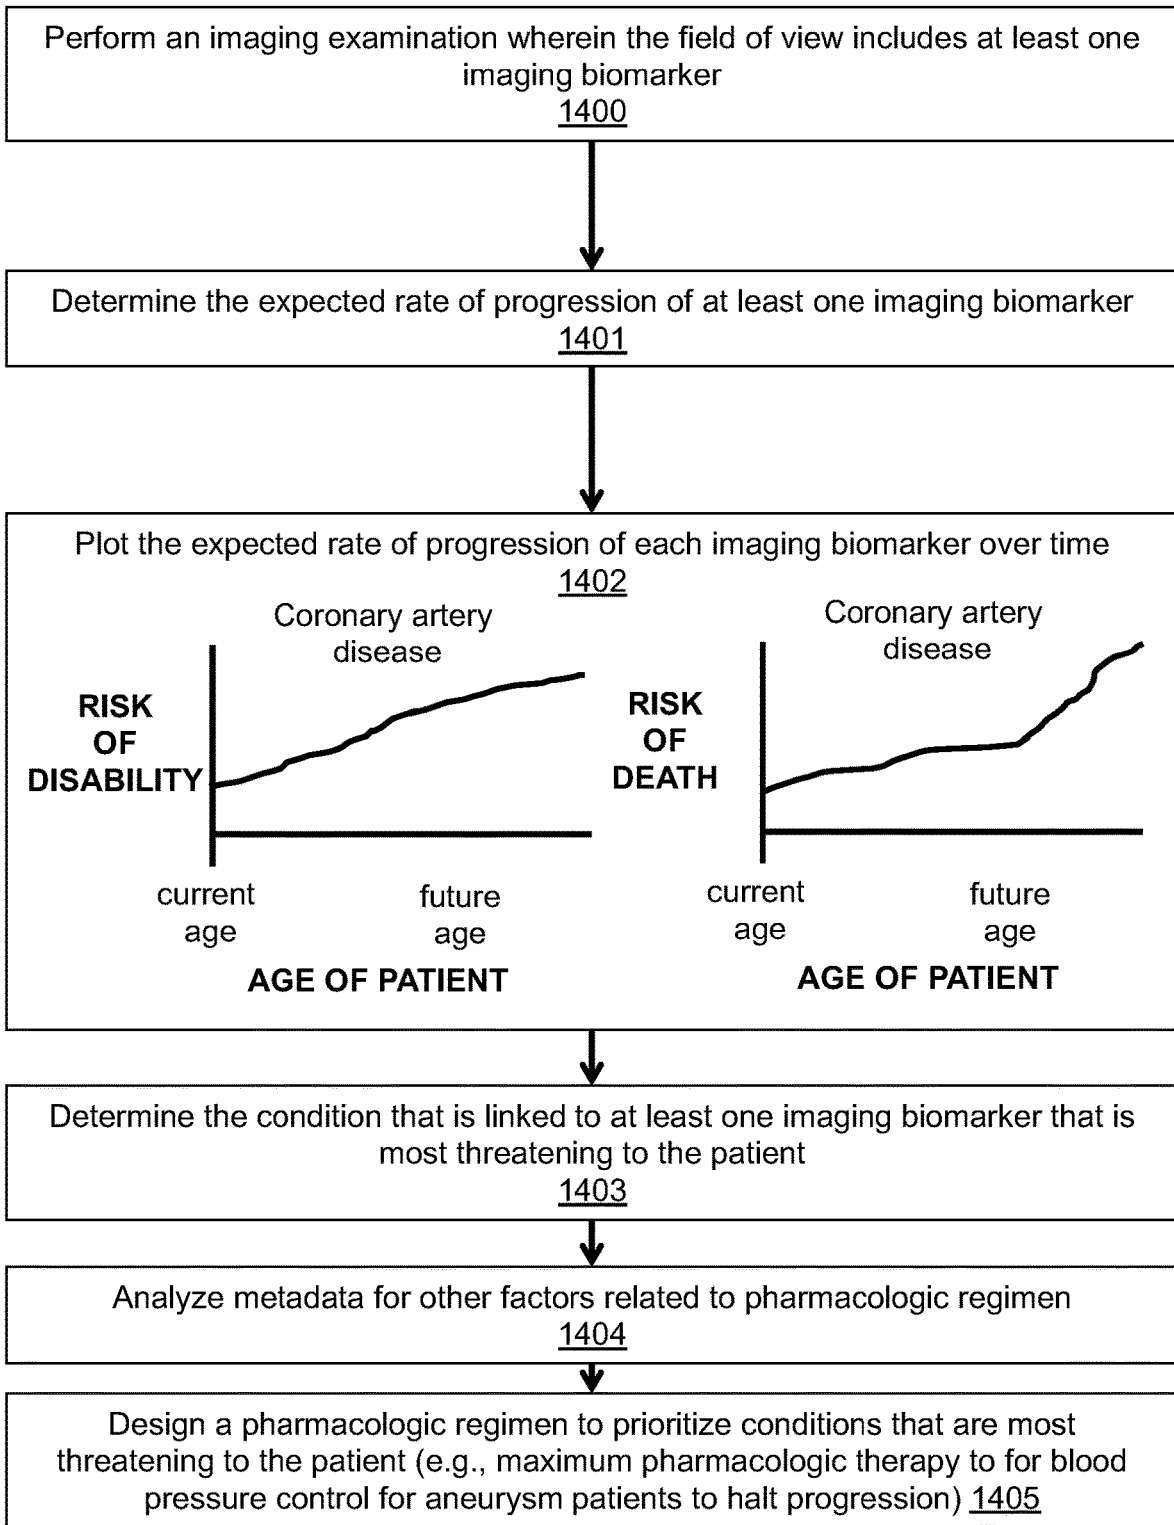 Perform an imaging examination wherein the field of view includes at least one
imaging biomarker
1400
Determine the expected rate of progression of at least one imaging biomarker
1401
Plot the expected rate of progression of each imaging biomarker over time
1402
Coronary artery
disease
RISK
OF
DISABILITY
current
age
future
age
AGE OF PATIENT
Coronary artery
disease
RISK
OF
DEATH
current
age
future
age
AGE OF PATIENT
Determine the condition that is linked to at least one imaging biomarker that is
most threatening to the patient
1403
Analyze metadata for other factors related to pharmacologic regimen
1404
Design a pharmacologic regimen to prioritize conditions that are most
threatening to the patient (e.g., maximum pharmacologic therapy to for blood
pressure control for aneurysm patients to halt progression) 1405